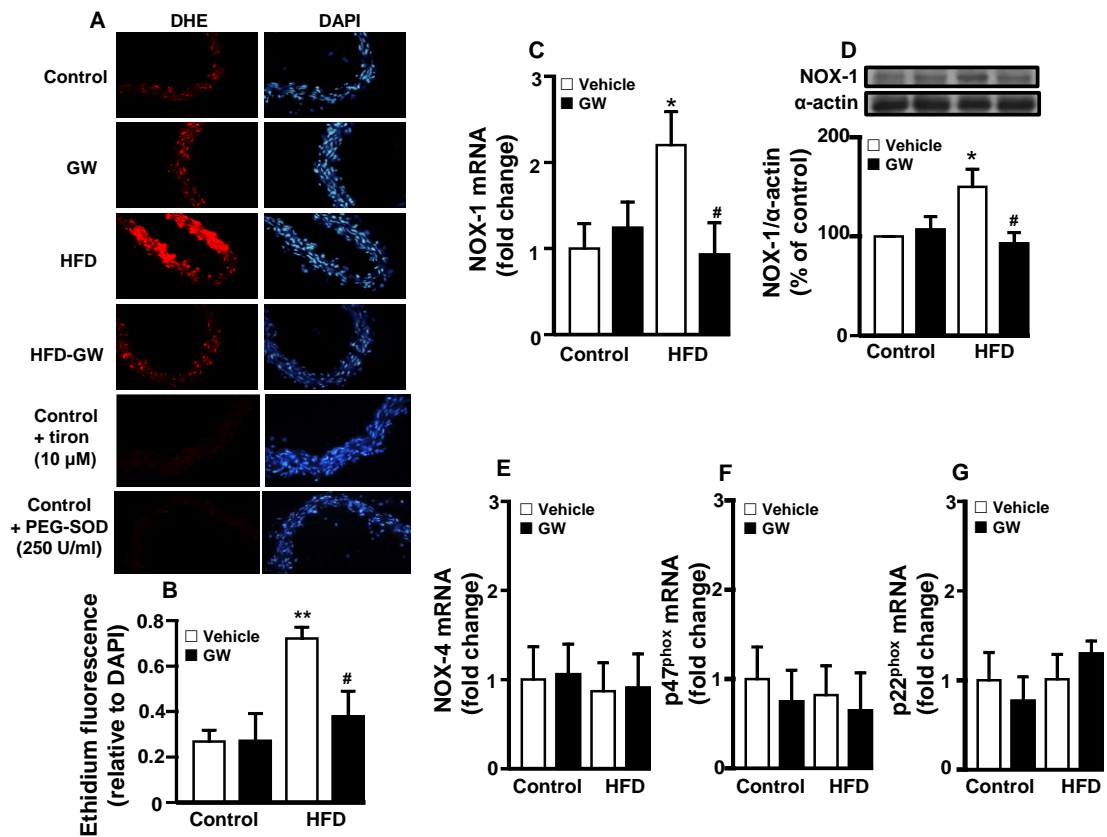 A
DHE
DAPI
Control
GW
HFD
HFD-GW
Control
+ tiron
(10 µM)
Control
+ PEG-SOD
(250 U/ml)
B
Ethidium fluorescence
(relative to DAPI)
0.8
0.6
0.4
0.2
0
Vehicle
GW
**
#
Control
HFD
C
NOX-1 mRNA
(fold change)
3
2
1
0
Vehicle
GW
*
#
Control
HFD
D
NOX-1
α-actin
NOX-1/α-actin
(% of control)
200
100
0
Vehicle
GW
*
#
Control
HFD
E
NOX-4 mRNA
(fold change)
3
2
1
0
Vehicle
GW
Control
HFD
F
p47phox mRNA
(fold change)
3
2
1
0
Vehicle
GW
Control
HFD
G
p22phox mRNA
(fold change)
3
2
1
0
Vehicle
GW
Control
HFD